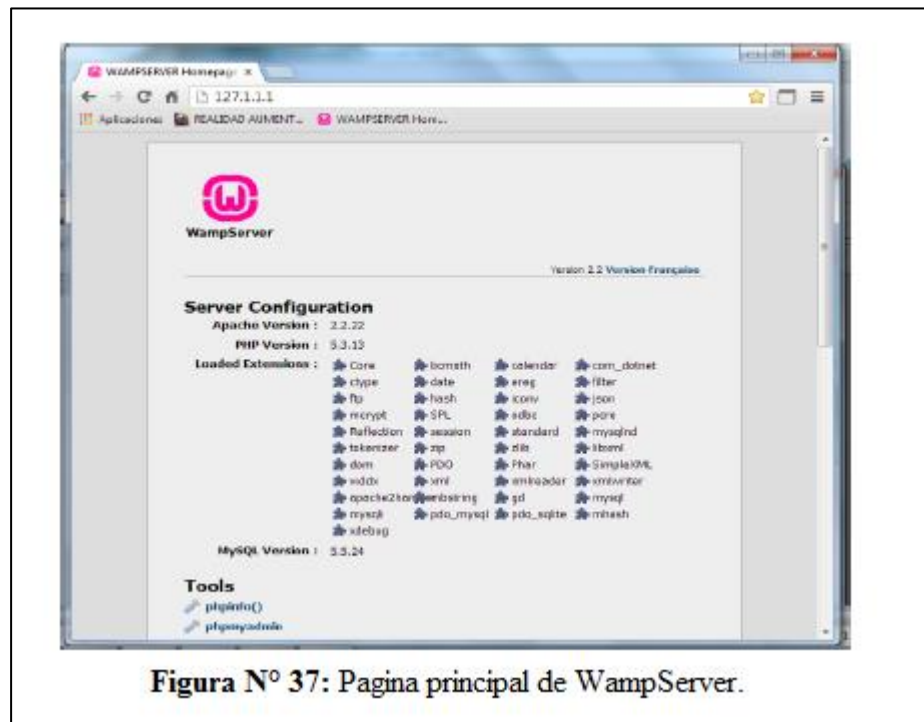 WAMPSERVER Homepage x
127.1.1.1
Aplicaciones REALIDAD AUMENT... WAMPSERVER Hom...
WampServer
Version 2.2 Version Française
Server Configuration
Apache Version : 2.2.22
PHP Version : 5.3.13
Loaded Extensions : Core bcmath calendar com_dotnet
ctype date ereg filter
ftp hash iconv json
mcrypt SPL odbc pcre
Reflection session standard mysqlnd
tokenizer zip zlib libxml
dom PDO Phar SimpleXML
wddx xml xmlreader xmlwriter
mbstring gd mysql
mysqli pdo_mysql pdo_sqlite mhash
xdebug
MySQL Version : 5.5.24
Tools
phpinfo()
phpmyadmin
Figura N° 37: Pagina principal de WampServer.